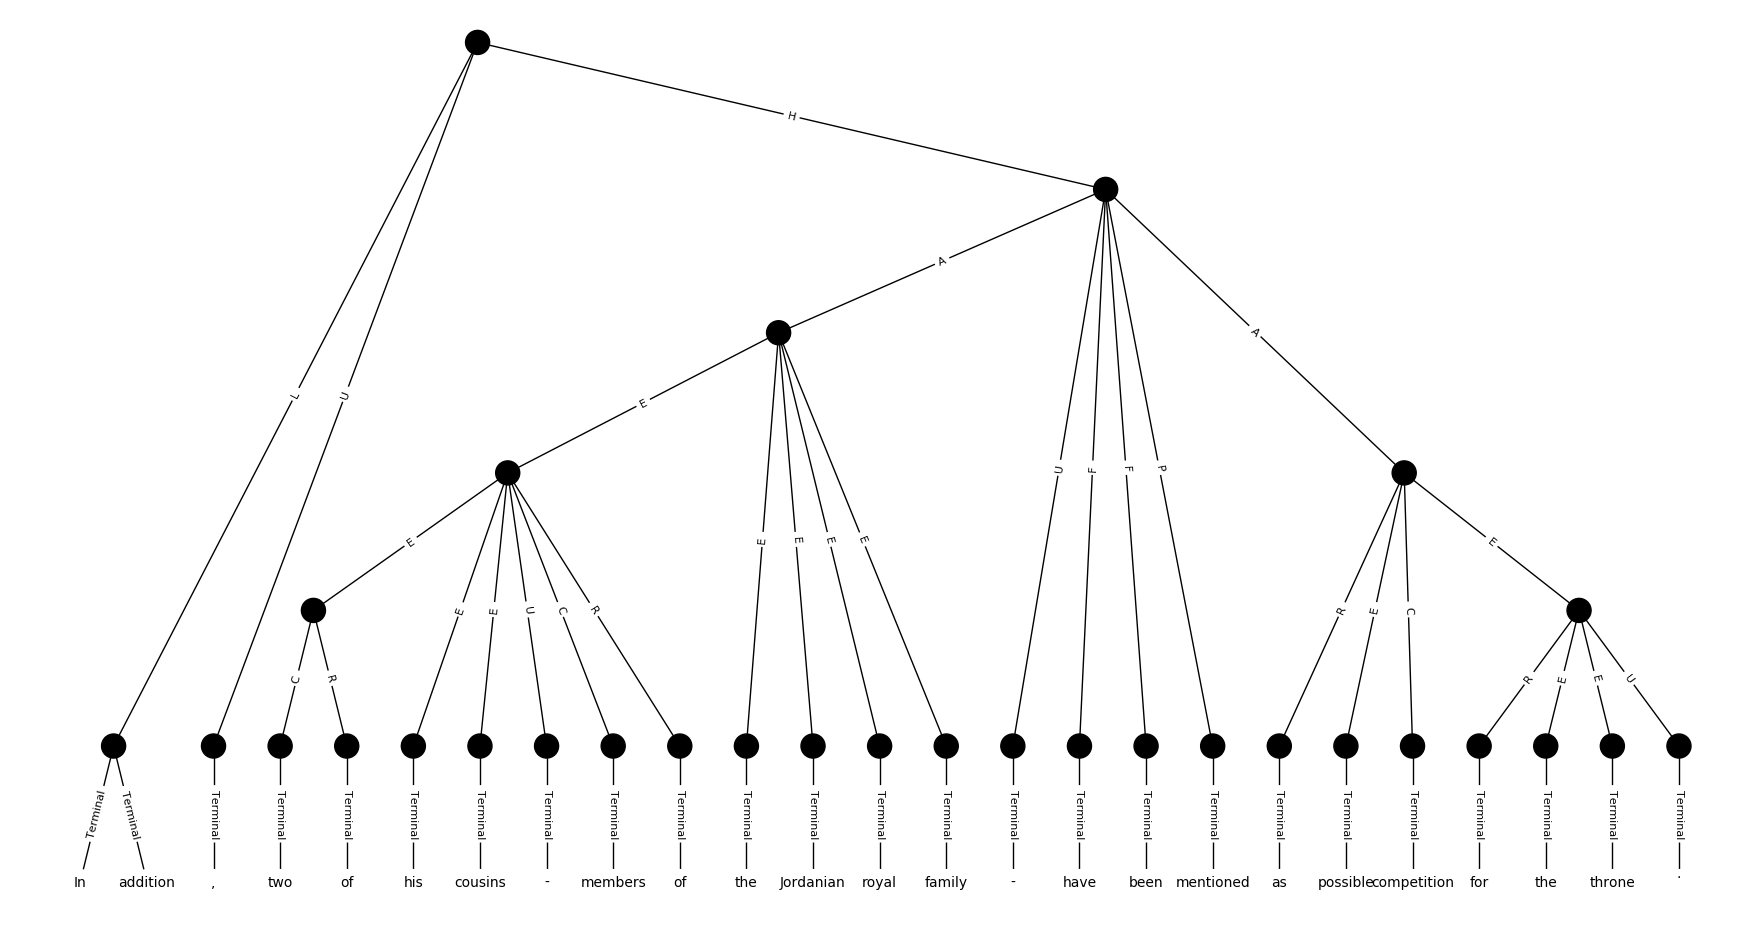 H
A
A
L
U
E
E
U
F
F
P
E
E
E
E
E
E
E
U
C
R
R
E
C
C
R
R
E
E
U
Terminal Terminal Terminal Terminal Terminal Terminal Terminal Terminal Terminal Terminal Terminal Terminal Terminal Terminal Terminal Terminal Terminal Terminal Terminal Terminal Terminal Terminal Terminal Terminal Terminal
In addition , two of his cousins - members of the Jordanian royal family - have been mentioned as possible competition for the throne .